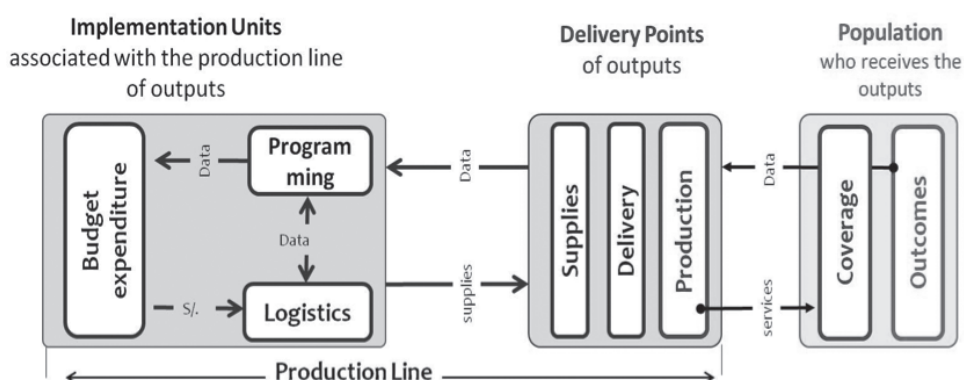 Implementation Units
associated with the production line
of outputs
Delivery Points
of outputs
Population
who receives the
outputs
Budget
expenditure
Data
Program
ming
Data
S/.
Logistics
Data
supplies
Supplies
Delivery
Production
Data
services
Coverage
Outcomes
Production Line